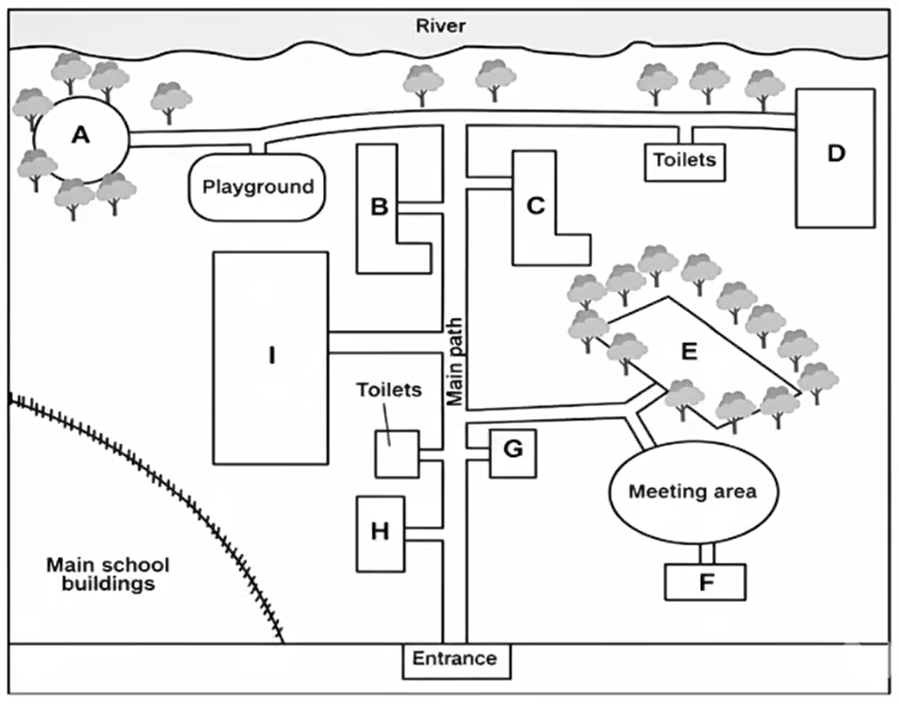 River
A
D
Toilets
Playground
B
C
I
Main path
E
Toilets
G
Meeting area
H
F
Main school
buildings
Entrance